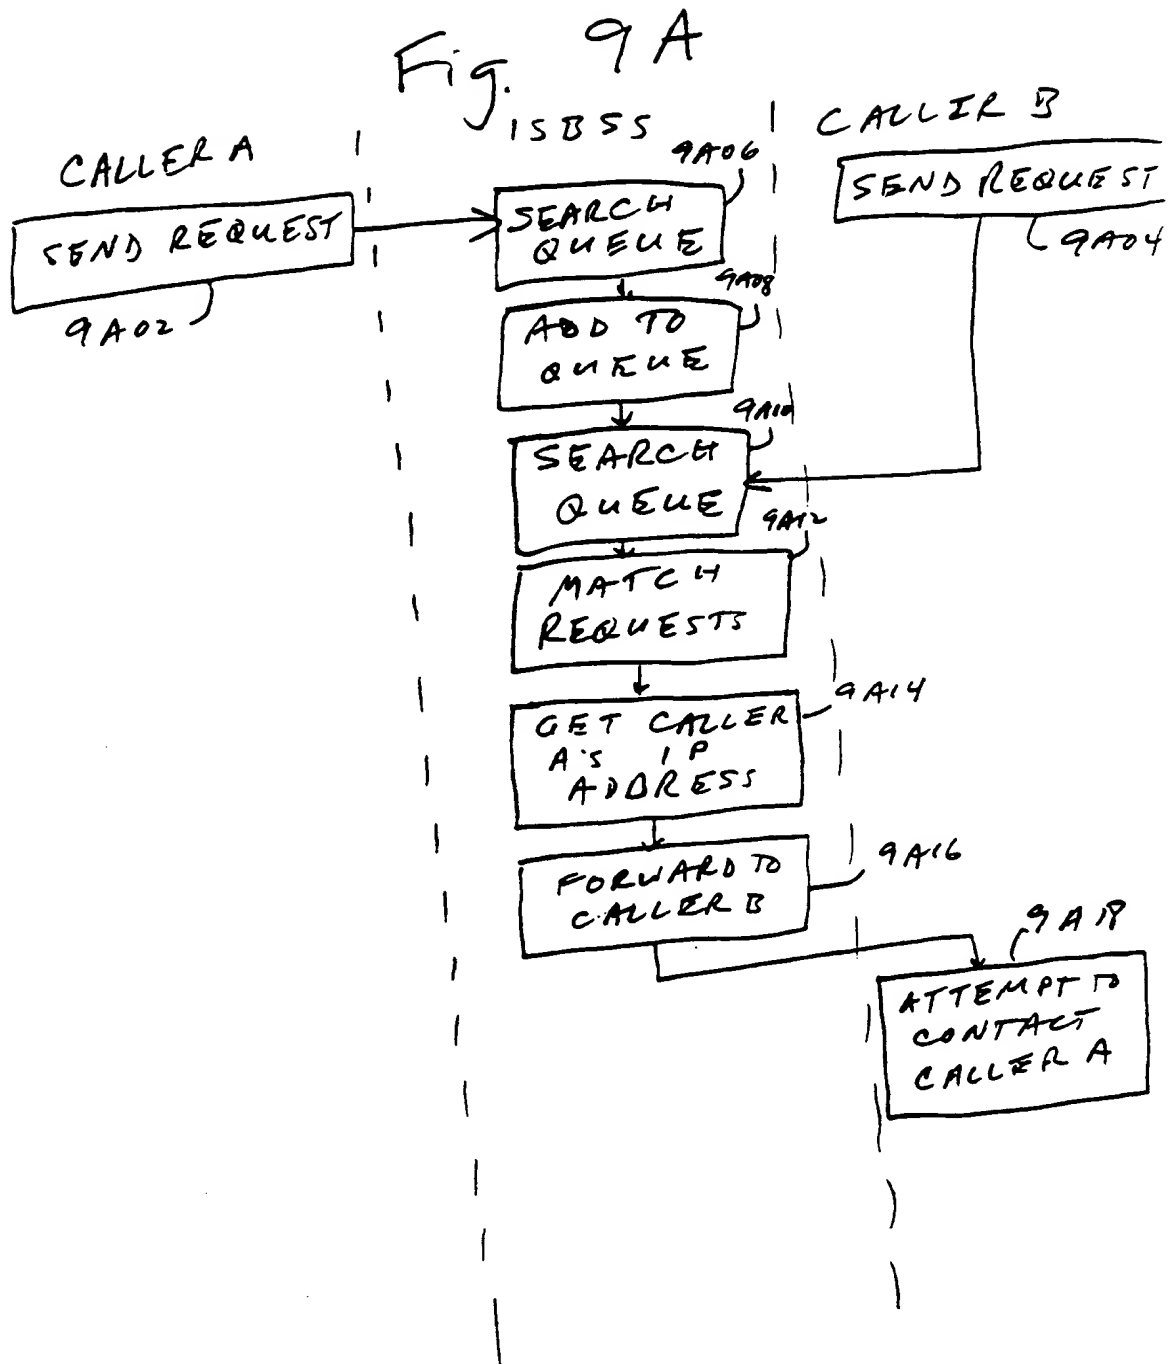 Fig. 9A
CALLER A
ISBSS
CALLER B
SEND REQUEST
9A02
SEARCH
QUEUE
9A06
SEND REQUEST
9A04
ADD TO
QUEUE
9A08
SEARCH
QUEUE
9A10
MATCH
REQUESTS
9A12
GET CALLER
A's IP
ADDRESS
9A14
FORWARD TO
CALLER B
9A16
9A18
ATTEMPT TO
CONTACT
CALLER A